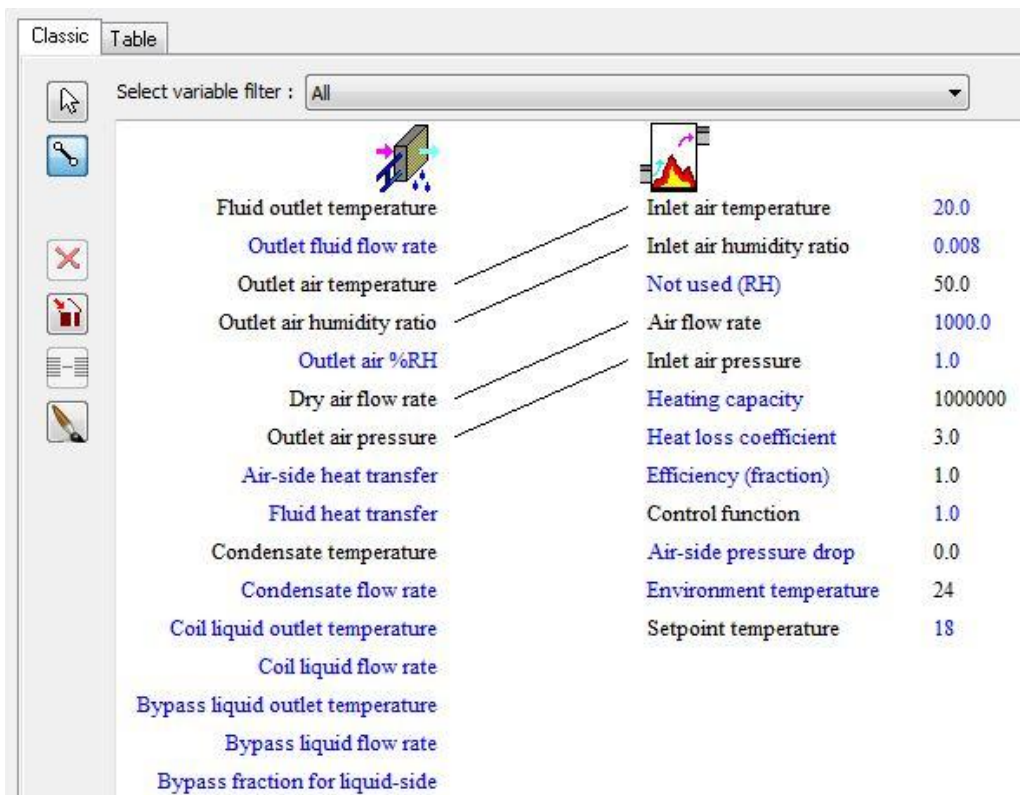 Classic Table
Select variable filter : All
Fluid outlet temperature Inlet air temperature 20.0
Outlet fluid flow rate Inlet air humidity ratio 0.008
Outlet air temperature Not used (RH) 50.0
Outlet air humidity ratio Air flow rate 1000.0
Outlet air %RH Inlet air pressure 1.0
Dry air flow rate Heating capacity 1000000
Outlet air pressure Heat loss coefficient 3.0
Air-side heat transfer Efficiency (fraction) 1.0
Fluid heat transfer Control function 1.0
Condensate temperature Air-side pressure drop 0.0
Condensate flow rate Environment temperature 24
Coil liquid outlet temperature Setpoint temperature 18
Coil liquid flow rate
Bypass liquid outlet temperature
Bypass liquid flow rate
Bypass fraction for liquid-side